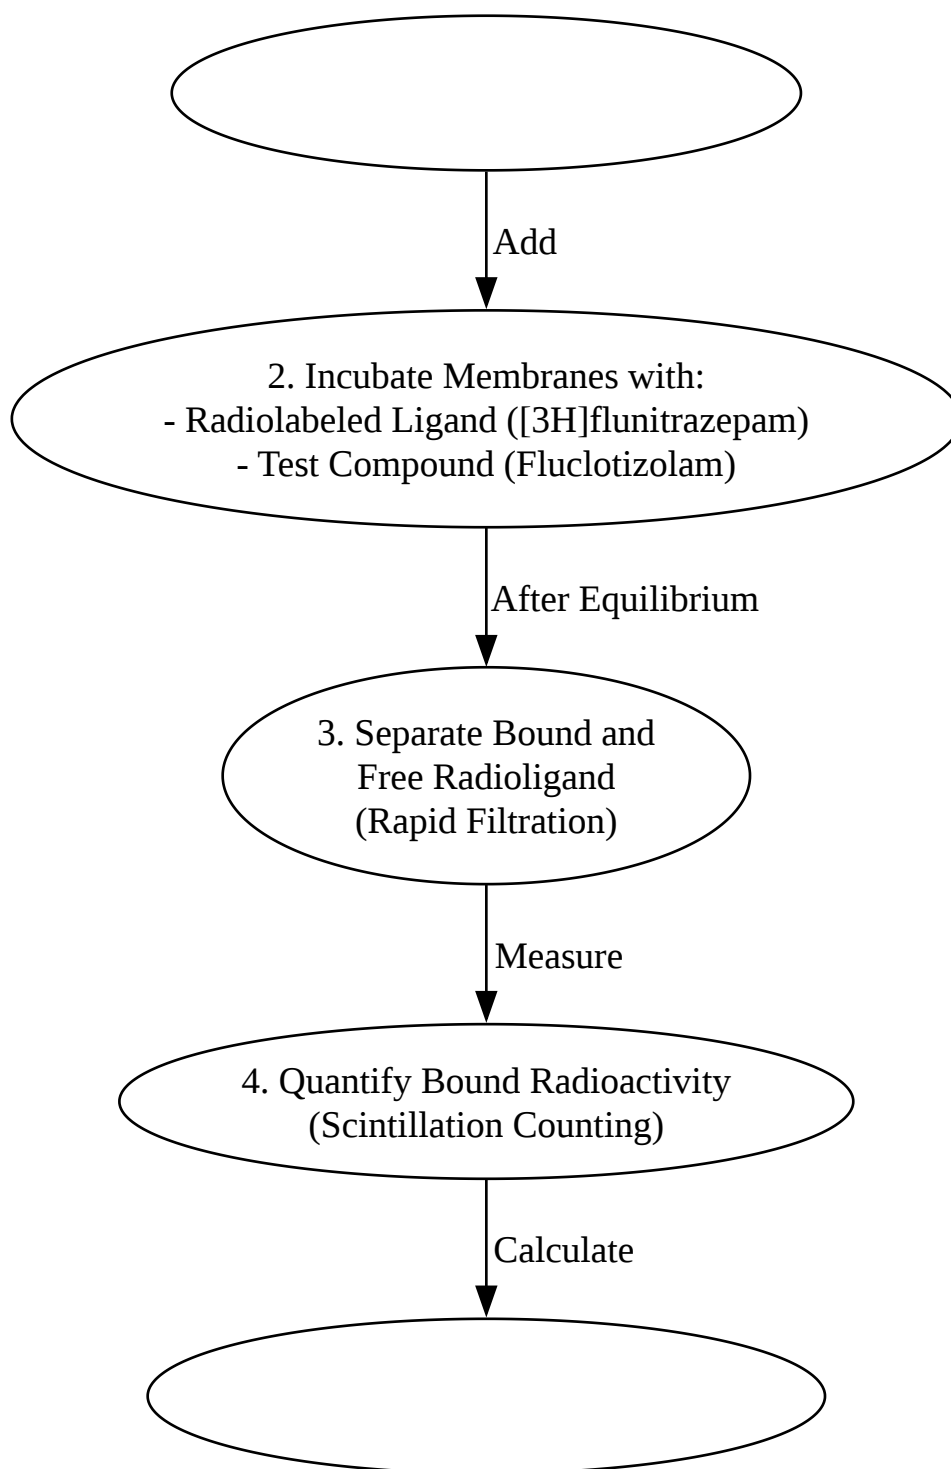 Add
2. Incubate Membranes with:
- Radiolabeled Ligand ([3H]flunitrazepam)
- Test Compound (Fluclotizolam)
After Equilibrium
3. Separate Bound and
Free Radioligand
(Rapid Filtration)
Measure
4. Quantify Bound Radioactivity
(Scintillation Counting)
Calculate